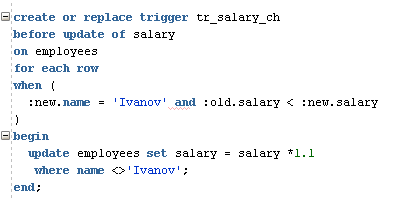 create or replace trigger tr_salary_ch
before update of salary
on employees
for each row
when (
:new.name = 'Ivanov' and :old.salary < :new.salary
)
begin
update employees set salary = salary *1.1
where name <>'Ivanov';
end;